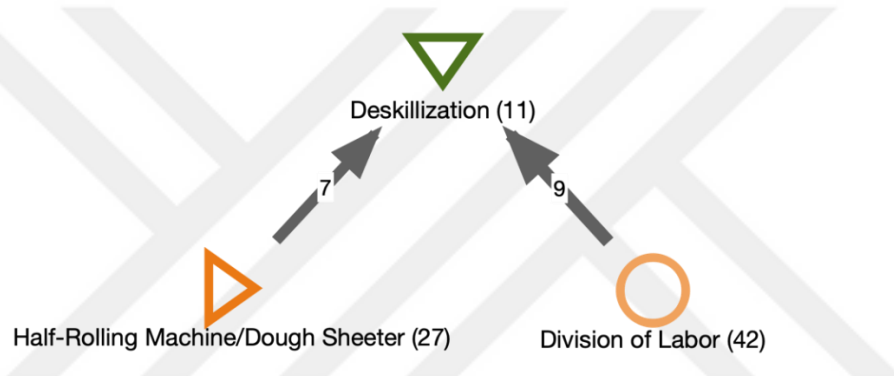 Deskillization (11)
7
9
Half-Rolling Machine/Dough Sheeter (27)
Division of Labor (42)